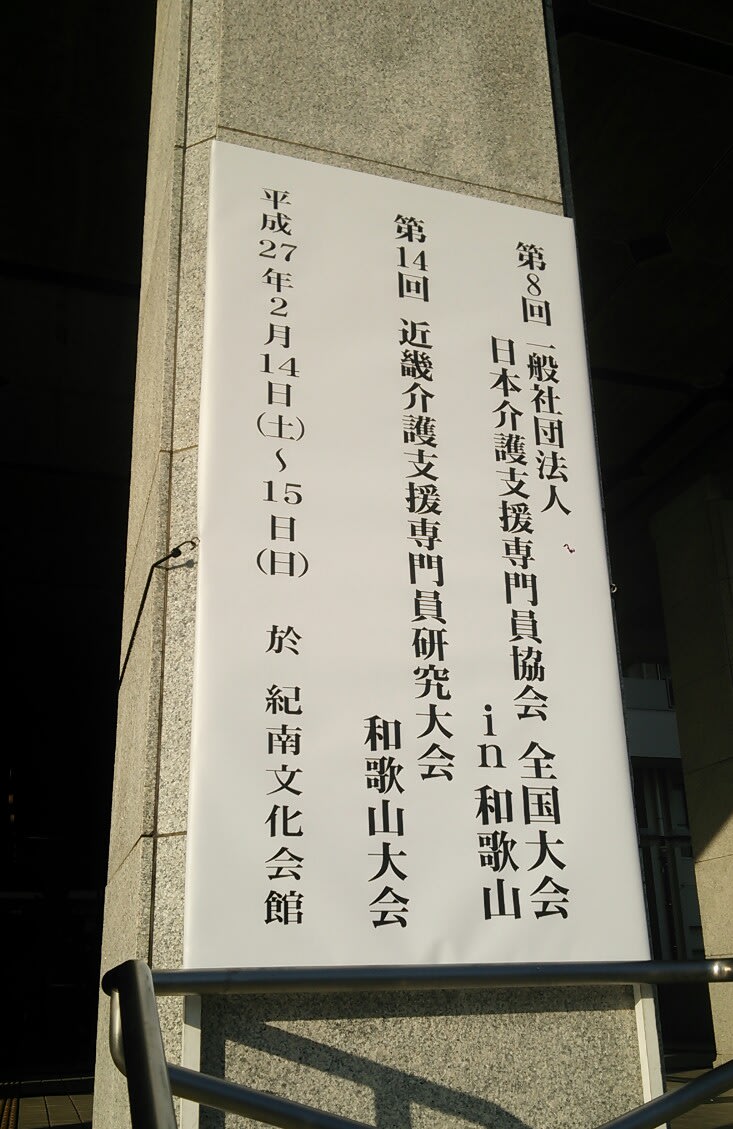 第8回 一般社団法人
日本介護支援専門員協会 全国大会
in 和歌山
第14回 近畿介護支援専門員研究大会
和歌山大会
平成27年2月14日(土)～15日(日) 於 紀南文化会館